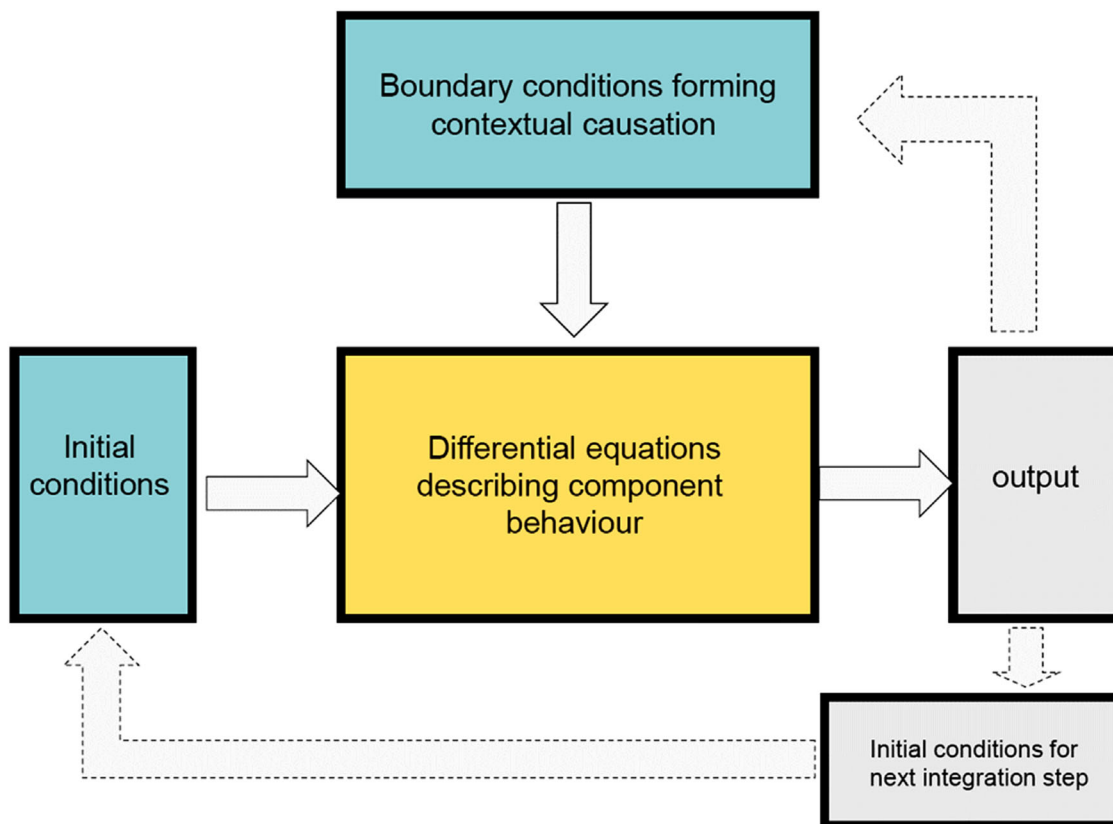 Boundary conditions forming
contextual causation
Initial
conditions
Differential equations
describing component
behaviour
output
Initial conditions for
next integration step